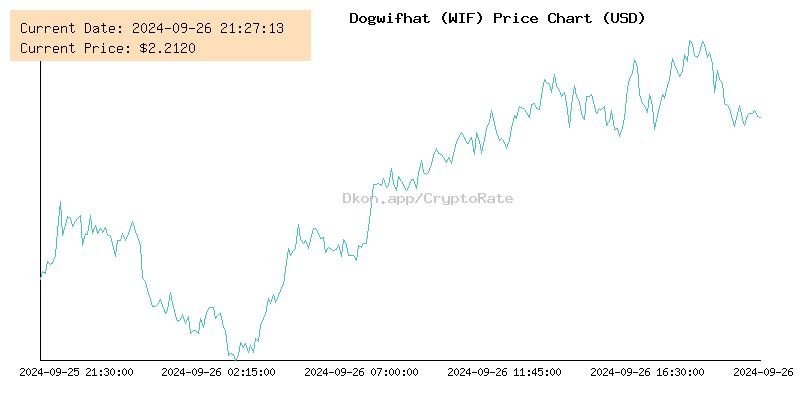 Dogwifhat (WIF) Price Chart (USD)
Current Date: 2024-09-26 21:27:13
Current Price: $2.2120
Dkon.app/CryptoRate
2024-09-25 21:30:00 2024-09-26 02:15:00 2024-09-26 07:00:00 2024-09-26 11:45:00 2024-09-26 16:30:00 2024-09-26